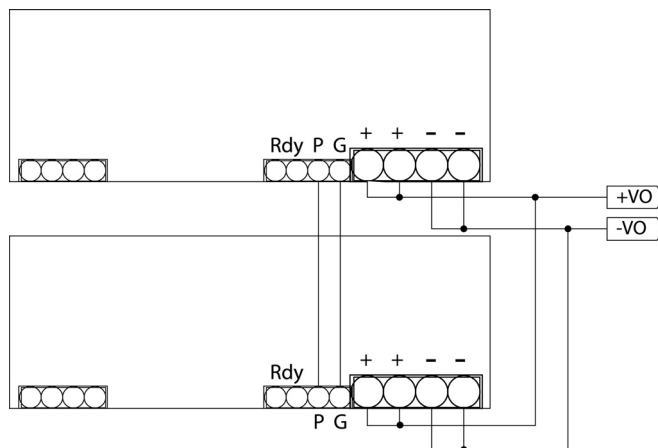 Rdy P G + + – –
+VO
-VO
Rdy + + – –
P G